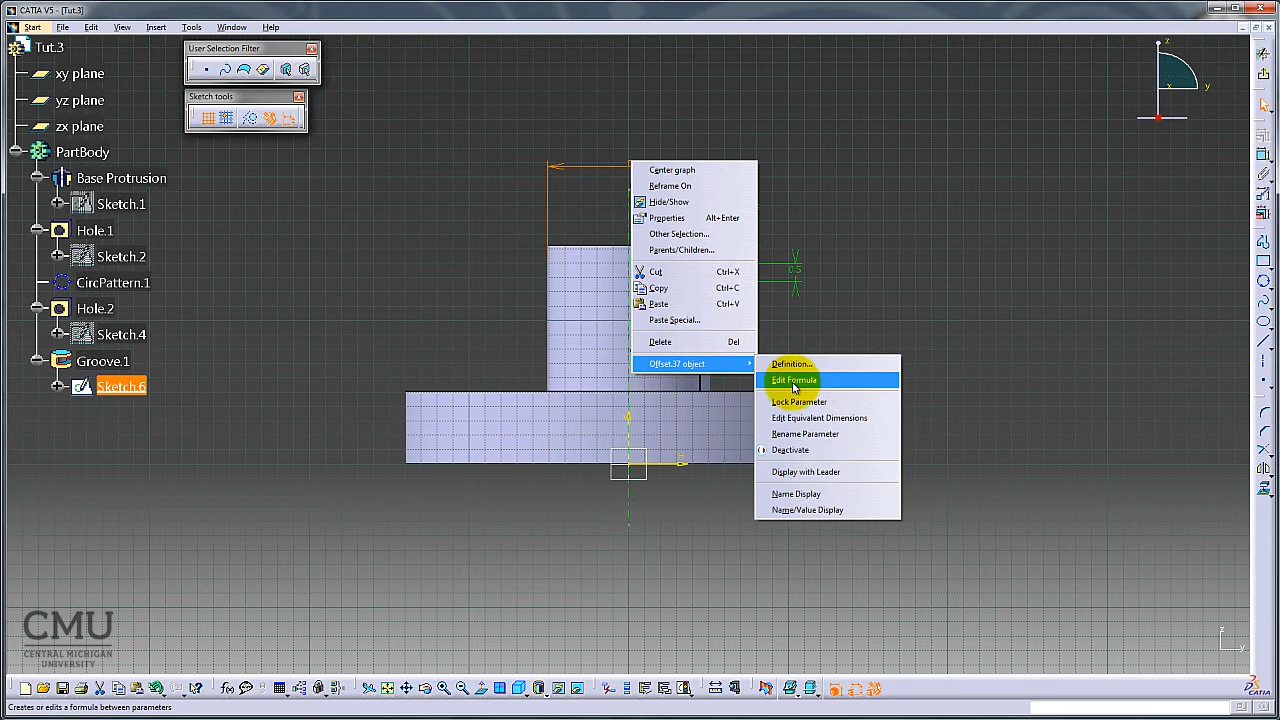 CATIA V5 - [Tut.3]
Start File Edit View Insert Tools Window Help
Tut.3
xy plane
yz plane
zx plane
PartBody
Base Protrusion
Sketch.1
Hole.1
Sketch.2
CircPattern.1
Hole.2
Sketch.4
Groove.1
Sketch.6
User Selection Filter
Sketch tools
Center graph
Reframe On
Hide/Show
Properties Alt+Enter
Other Selection...
Parents/Children...
Cut Ctrl+X
Copy Ctrl+C
Paste Ctrl+V
Paste Special...
Delete Del
Offset.37 object
Definition...
Edit Formula
Lock Parameter
Edit Equivalent Dimensions
Rename Parameter
Deactivate
Display with Leader
Name Display
Name/Value Display
0.5
H
z
x
y
CMU
CENTRAL MICHIGAN
UNIVERSITY
z
y
Creates or edits a formula between parameters
CATIA